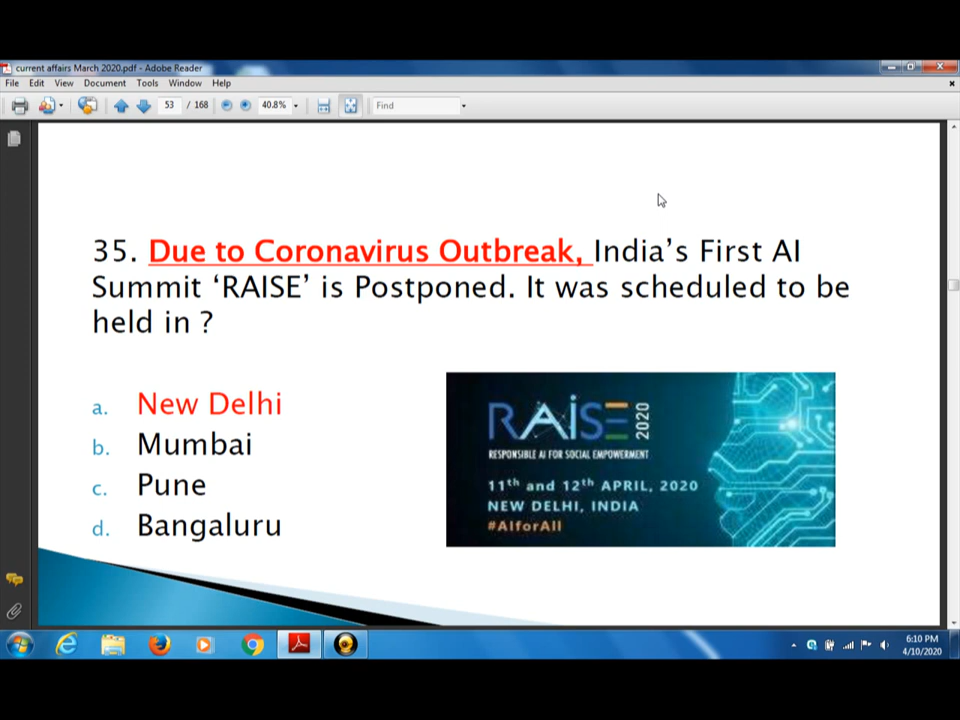 current affairs March 2020.pdf - Adobe Reader
File Edit View Document Tools Window Help
53 / 168 40.8% Find
35. Due to Coronavirus Outbreak, India's First AI
Summit ‘RAISE’ is Postponed. It was scheduled to be
held in ?
a. New Delhi
b. Mumbai
c. Pune
d. Bangaluru
RAiSE 2020
RESPONSIBLE AI FOR SOCIAL EMPOWERMENT
11th and 12th APRIL, 2020
NEW DELHI, INDIA
#AIforAll
6:10 PM
4/10/2020